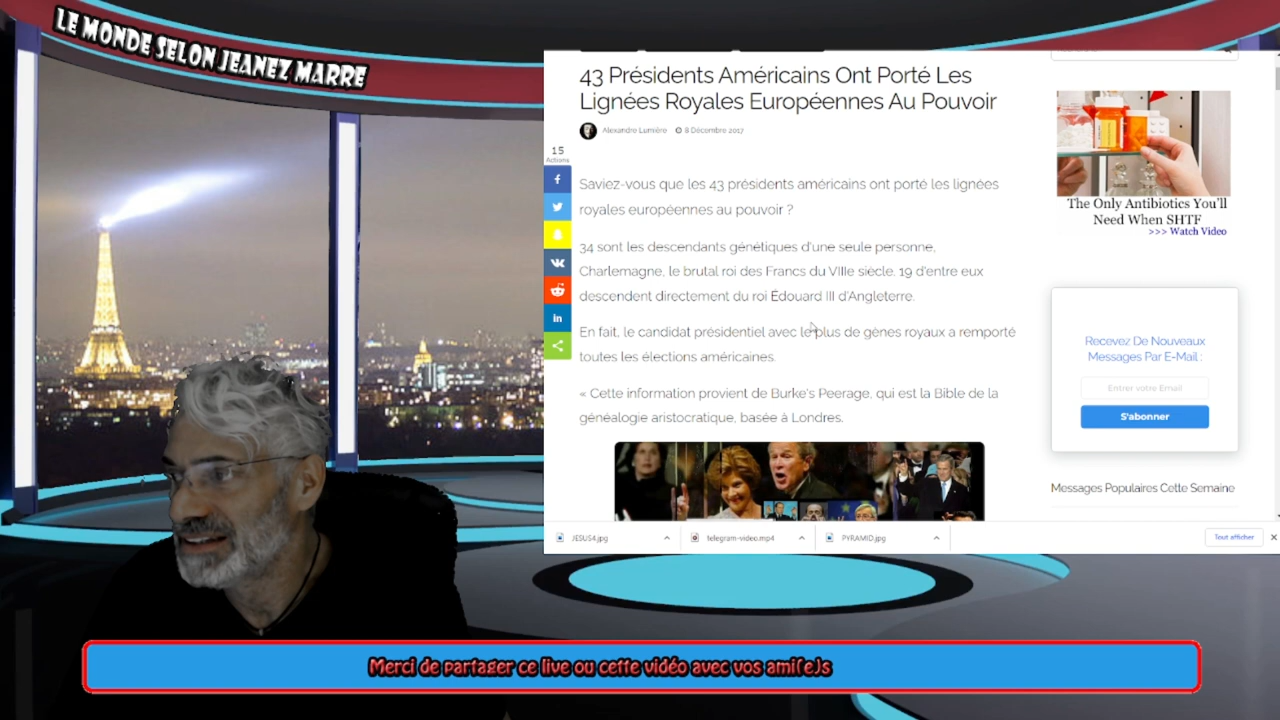 LE MONDE SELON JEANEZ MARRE
43 Présidents Américains Ont Porté Les
Lignées Royales Européennes Au Pouvoir
Alexandre Lumière 8 Décembre 2017
15
Actions
Saviez-vous que les 43 présidents américains ont porté les lignées
royales européennes au pouvoir ?
34 sont les descendants génétiques d'une seule personne,
Charlemagne, le brutal roi des Francs du VIIIe siècle. 19 d'entre eux
descendent directement du roi Édouard III d'Angleterre.
En fait, le candidat présidentiel avec le plus de gènes royaux a remporté
toutes les élections américaines.
« Cette information provient de Burke's Peerage, qui est la Bible de la
généalogie aristocratique, basée à Londres.
The Only Antibiotics You'll
Need When SHTF
>>> Watch Video
Recevez De Nouveaux
Messages Par E-Mail :
Entrer votre Email
S'abonner
Messages Populaires Cette Semaine
JESUS4.jpg
telegram-video.mp4
PYRAMID.jpg
Tout afficher
Merci de partager ce live ou cette vidéo avec vos ami(e)s